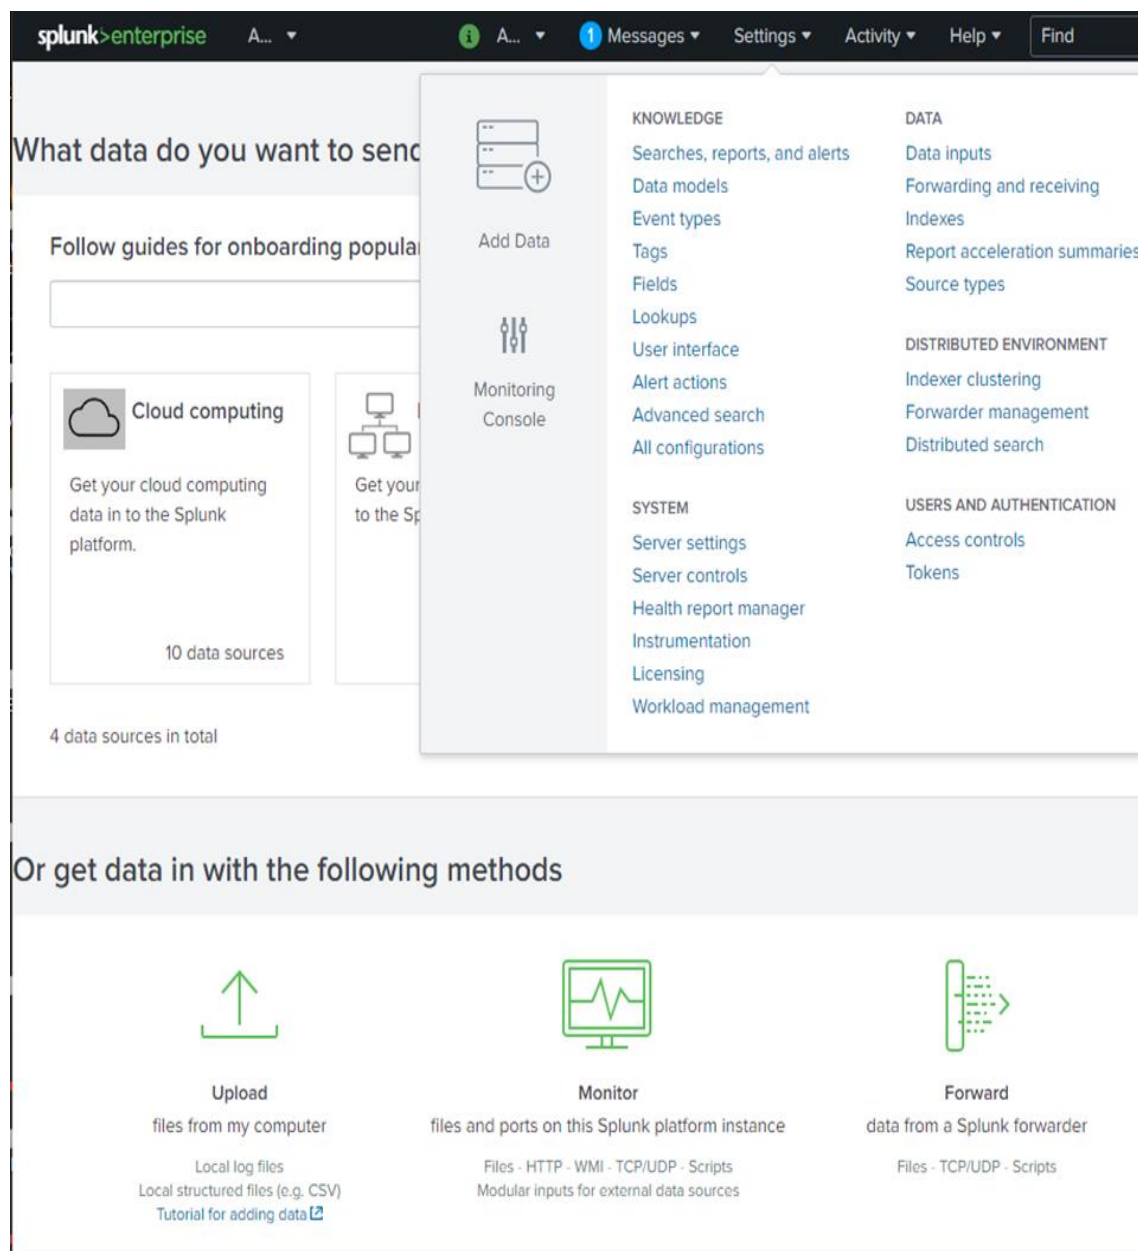 splunk>enterprise A... ▾ i A... ▾ 1 Messages ▾ Settings ▾ Activity ▾ Help ▾ Find
What data do you want to send
Follow guides for onboarding popula
Cloud computing
Get your cloud computing
data in to the Splunk
platform.
10 data sources
Get your
to the Sp
4 data sources in total
Add Data
Monitoring
Console
KNOWLEDGE
Searches, reports, and alerts
Data models
Event types
Tags
Fields
Lookups
User interface
Alert actions
Advanced search
All configurations
SYSTEM
Server settings
Server controls
Health report manager
Instrumentation
Licensing
Workload management
DATA
Data inputs
Forwarding and receiving
Indexes
Report acceleration summaries
Source types
DISTRIBUTED ENVIRONMENT
Indexer clustering
Forwarder management
Distributed search
USERS AND AUTHENTICATION
Access controls
Tokens
Or get data in with the following methods
Upload
files from my computer
Local log files
Local structured files (e.g. CSV)
Tutorial for adding data
Monitor
files and ports on this Splunk platform instance
Files - HTTP - WMI - TCP/UDP - Scripts
Modular inputs for external data sources
Forward
data from a Splunk forwarder
Files - TCP/UDP - Scripts